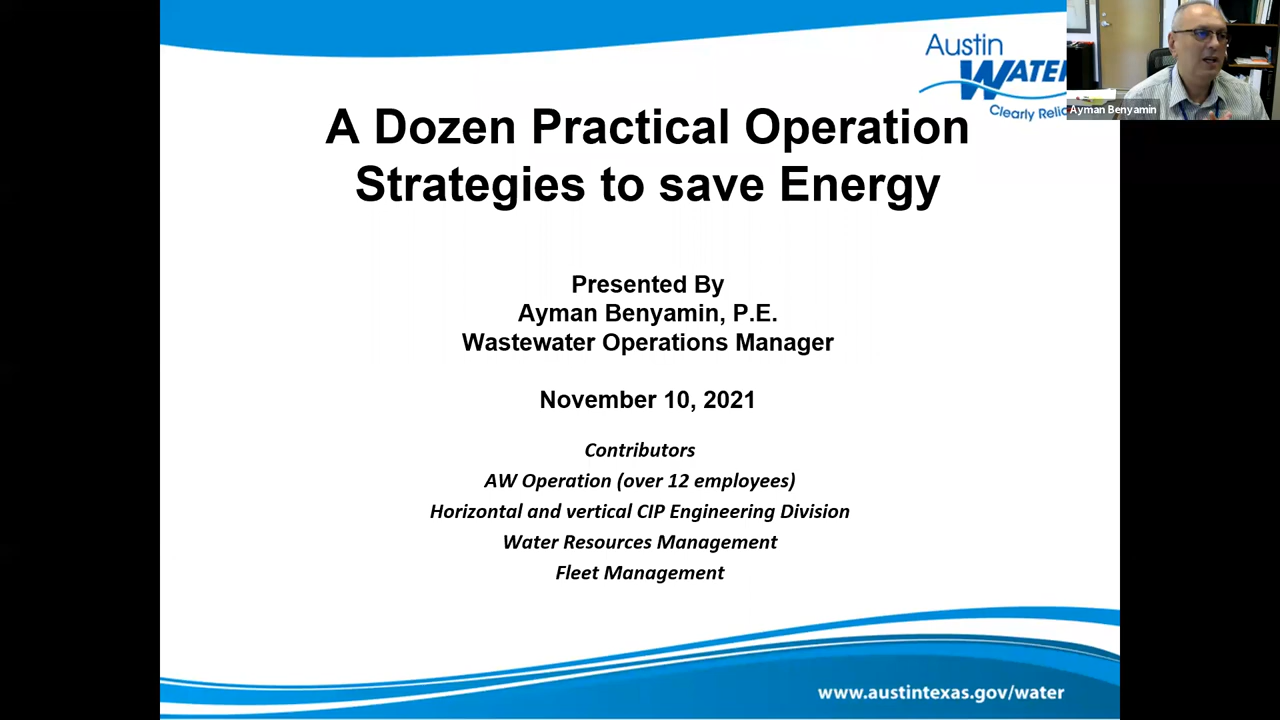 Austin
WATER
Clearly
Ayman Benyamin
A Dozen Practical Operation
Strategies to save Energy
Presented By
Ayman Benyamin, P.E.
Wastewater Operations Manager
November 10, 2021
Contributors
AW Operation (over 12 employees)
Horizontal and vertical CIP Engineering Division
Water Resources Management
Fleet Management
www.austintexas.gov/water